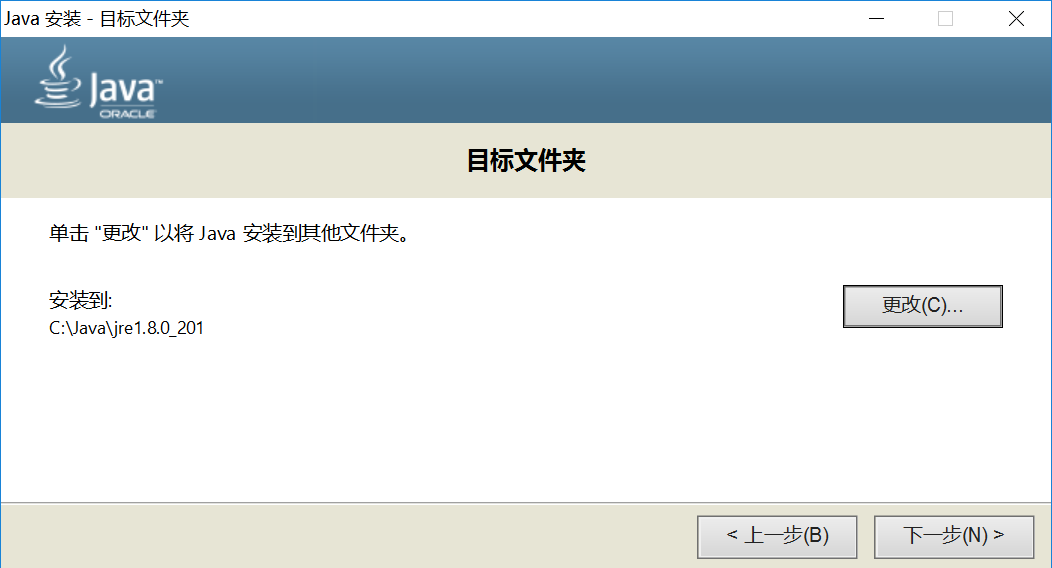 Java 安装 - 目标文件夹
Java™
ORACLE
目标文件夹
单击 "更改" 以将 Java 安装到其他文件夹。
安装到:
更改(C)...
C:\Java\jre1.8.0_201
< 上一步(B)
下一步(N) >